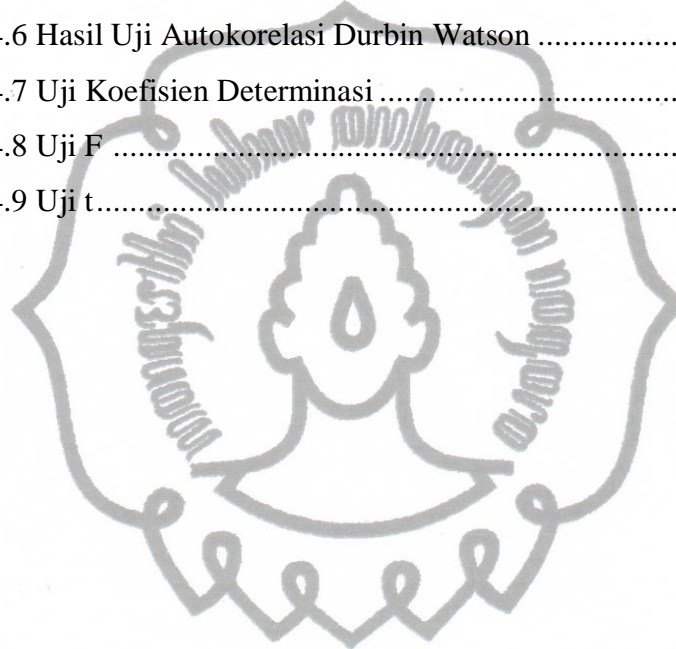 .6 Hasil Uji Autokorelasi Durbin Watson ................
.7 Uji Koefisien Determinasi ....................................
.8 Uji F ......................................................................
.9 Uji t.........................................................................